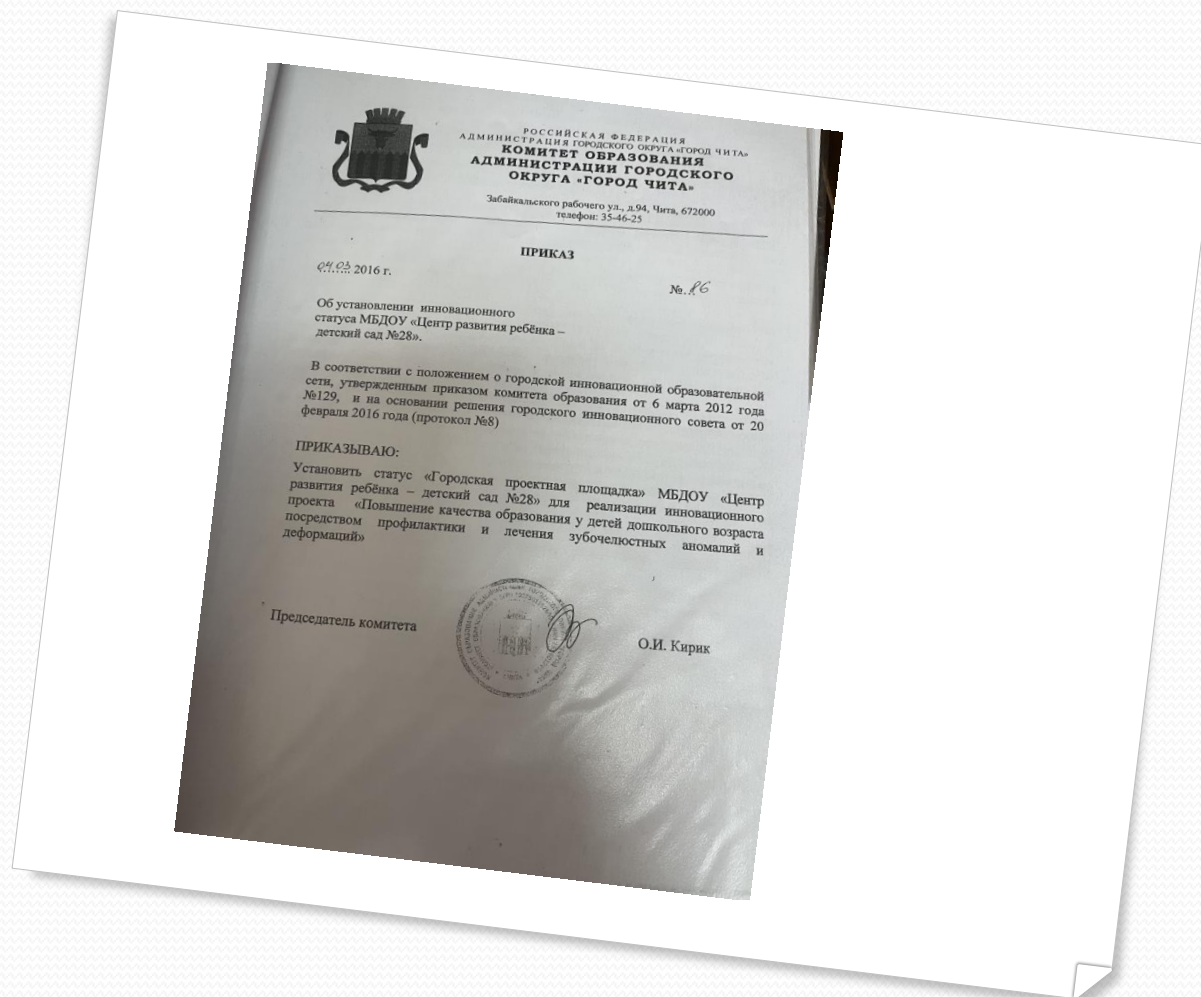 РОССИЙСКАЯ ФЕДЕРАЦИЯ
АДМИНИСТРАЦИЯ ГОРОДСКОГО ОКРУГА «ГОРОД ЧИТА»
КОМИТЕТ ОБРАЗОВАНИЯ
АДМИНИСТРАЦИИ ГОРОДСКОГО
ОКРУГА «ГОРОД ЧИТА»
Забайкальского рабочего ул., д.94, Чита, 672000
телефон: 35-46-25
ПРИКАЗ
04.03 2016 г.
№
Об установлении инновационного
статуса МБДОУ «Центр развития ребёнка –
детский сад №28».
В соответствии с положением о городской инновационной образовательной
сети, утвержденным приказом комитета образования от 6 марта 2012 года
№129, и на основании решения городского инновационного совета от 20
февраля 2016 года (протокол №8)
ПРИКАЗЫВАЮ:
Установить статус «Городская проектная площадка» МБДОУ «Центр
развития ребёнка – детский сад №28» для реализации инновационного
проекта «Повышение качества образования у детей дошкольного возраста
посредством профилактики и лечения зубочелюстных аномалий и
деформаций»
Председатель комитета
О.И. Кирик